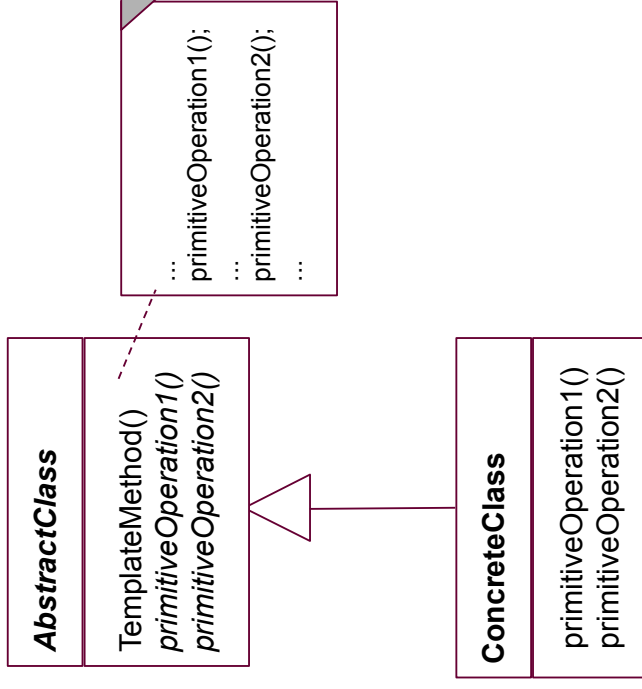 AbstractClass
TemplateMethod()
primitiveOperation1()
primitiveOperation2()
...
primitiveOperation1();
...
primitiveOperation2();
...
ConcreteClass
primitiveOperation1()
primitiveOperation2()